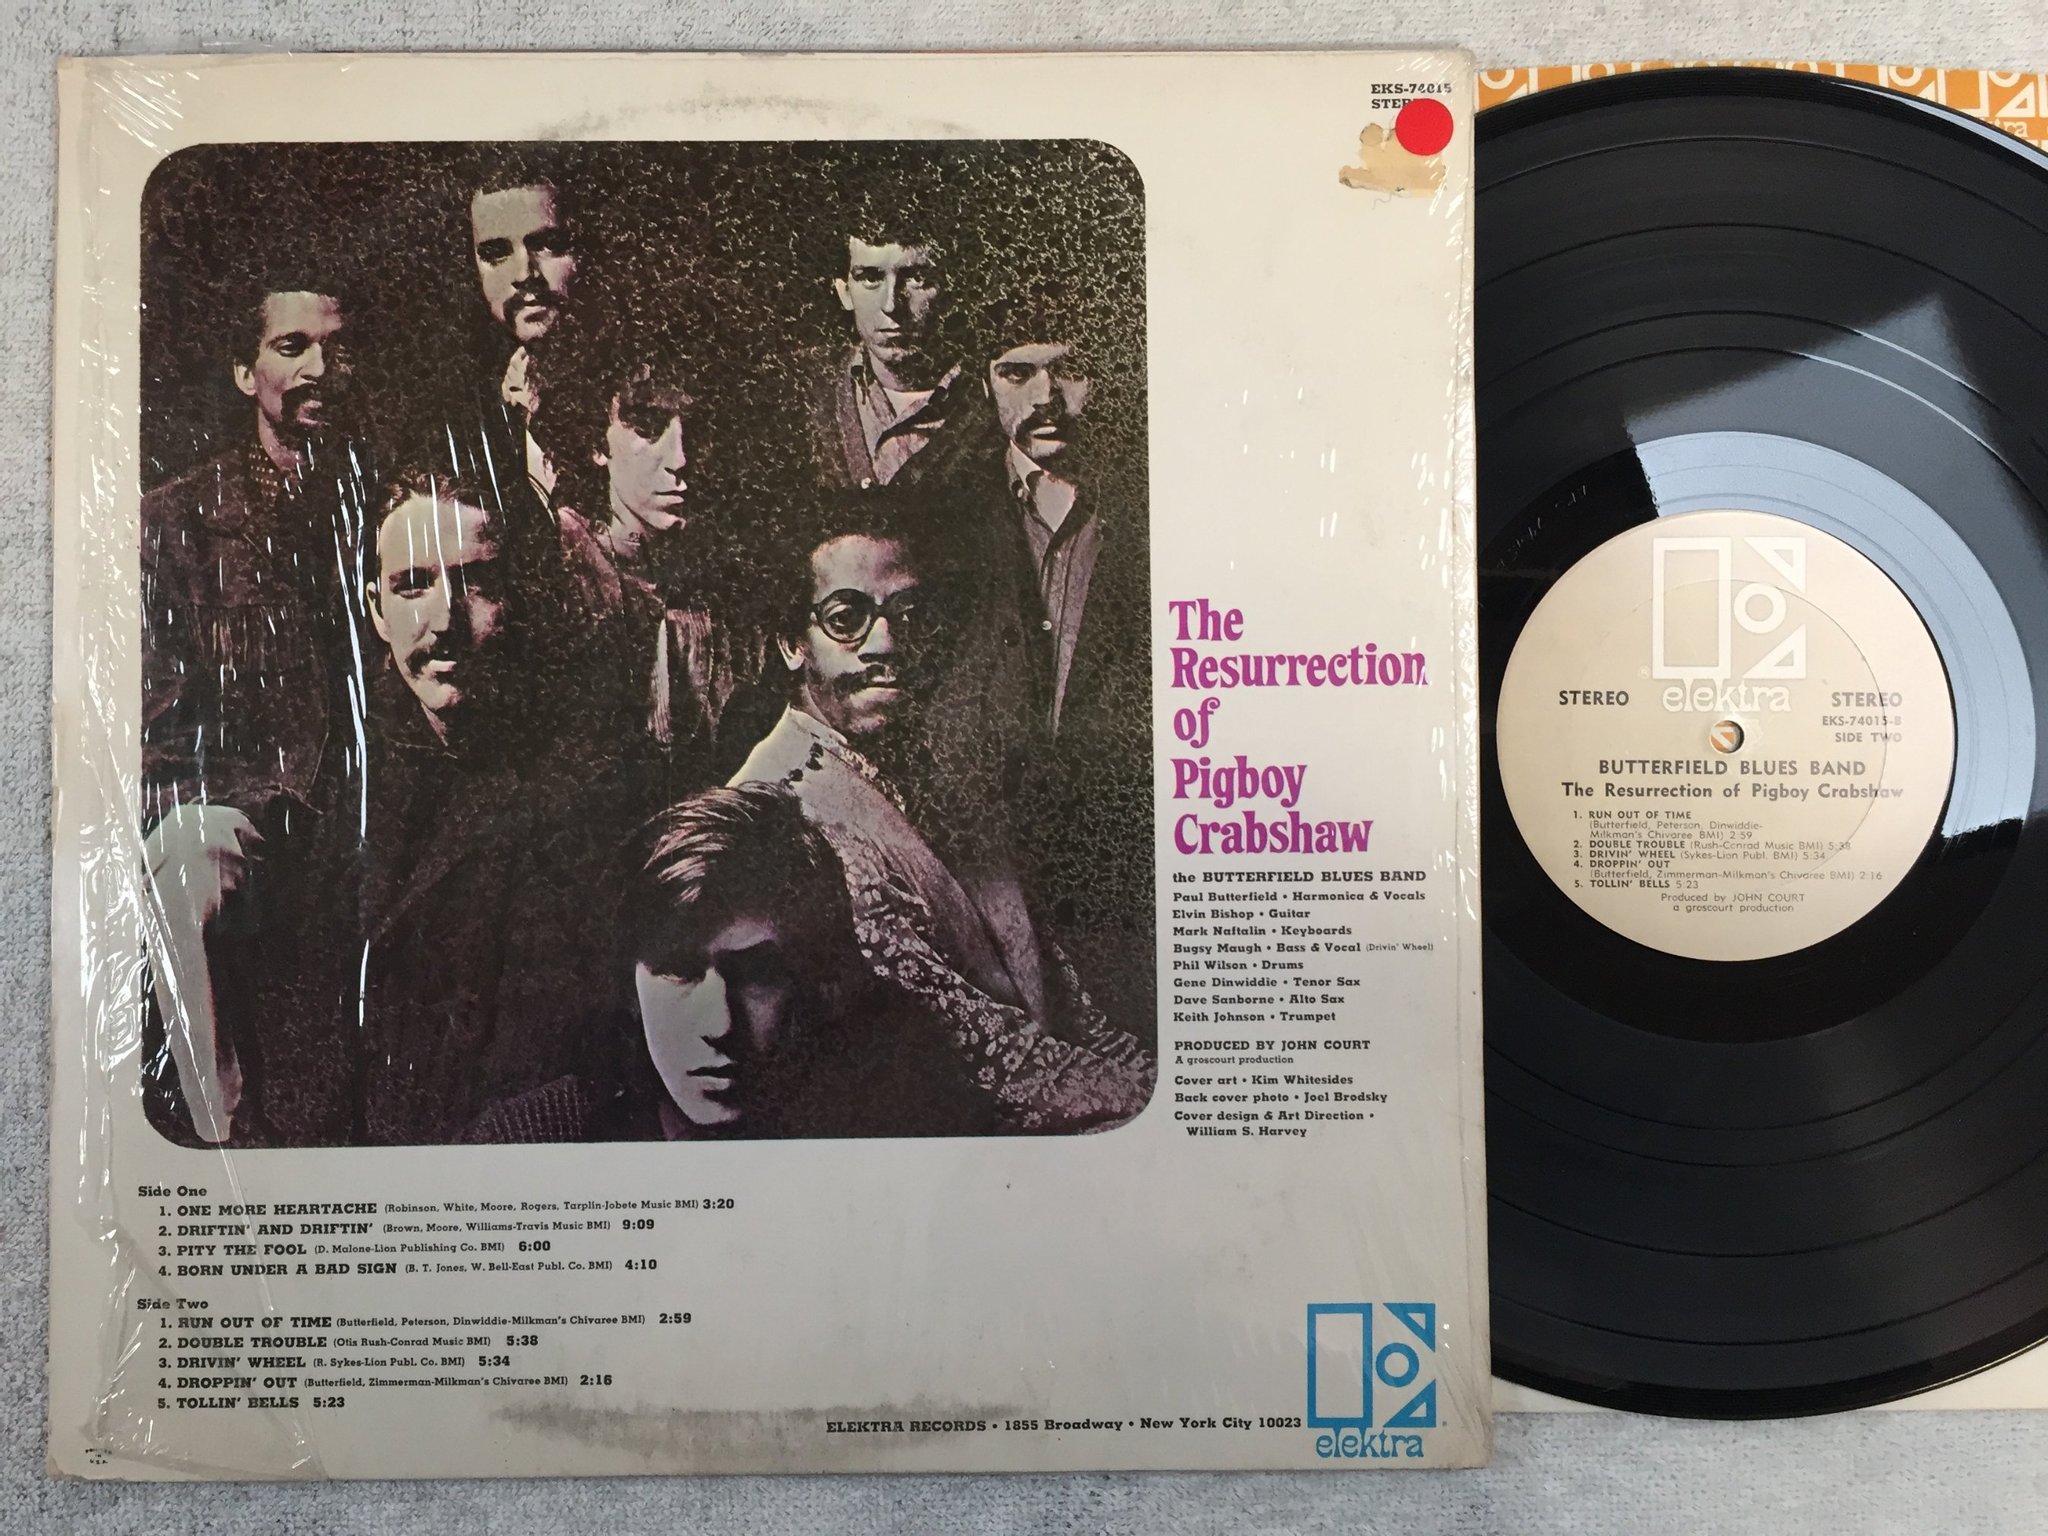 EKS-74015
The
Resurrection
of
Pigboy
Crabshaw
the BUTTERFIELD BLUES BAND
Paul Butterfield • Harmonica & Vocals
Elvin Bishop • Guitar
Mark Naftalin • Keyboards
Bugsy Maugh • Bass & Vocal (Drivin' Wheel)
Phil Wilson • Drums
Gene Dinwiddie • Tenor Sax
Dave Sanborne • Alto Sax
Keith Johnson • Trumpet
PRODUCED BY JOHN COURT
A groscourt production
Cover art • Kim Whitesides
Back cover photo • Joel Brodsky
Cover design & Art Direction •
William S. Harvey
Side One
1. ONE MORE HEARTACHE (Robinson, White, Moore, Rogers, Tarplin-Jobete Music BMI) 3:20
2. DRIFTIN' AND DRIFTIN' (Brown, Moore, Williams-Travis Music BMI) 9:09
3. PITY THE FOOL (D. Malone-Lion Publishing Co. BMI) 6:00
4. BORN UNDER A BAD SIGN (B. T. Jones, W. Bell-East Publ. Co. BMI) 4:10
Side Two
1. RUN OUT OF TIME (Butterfield, Peterson, Dinwiddie-Milkman's Chivaree BMI) 2:59
2. DOUBLE TROUBLE (Otis Rush-Conrad Music BMI) 5:38
3. DRIVIN' WHEEL (R. Sykes-Lion Publ. Co. BMI) 5:34
4. DROPPIN' OUT (Butterfield, Zimmerman-Milkman's Chivaree BMI) 2:16
5. TOLLIN' BELLS 5:23
ELEKTRA RECORDS • 1855 Broadway • New York City 10023
elektra
PRINTED
IN
U.S.A.
elektra
STEREO STEREO
EKS-74015-B
SIDE TWO
BUTTERFIELD BLUES BAND
The Resurrection of Pigboy Crabshaw
1. RUN OUT OF TIME
(Butterfield, Peterson, Dinwiddie-
Milkman's Chivaree BMI) 2:59
2. DOUBLE TROUBLE (Rush-Conrad Music BMI) 5:38
3. DRIVIN' WHEEL (Sykes-Lion Publ. BMI) 5:34
4. DROPPIN' OUT
(Butterfield, Zimmerman-Milkman's Chivaree BMI) 2:16
5. TOLLIN' BELLS 5:23
Produced by JOHN COURT
a groscourt production